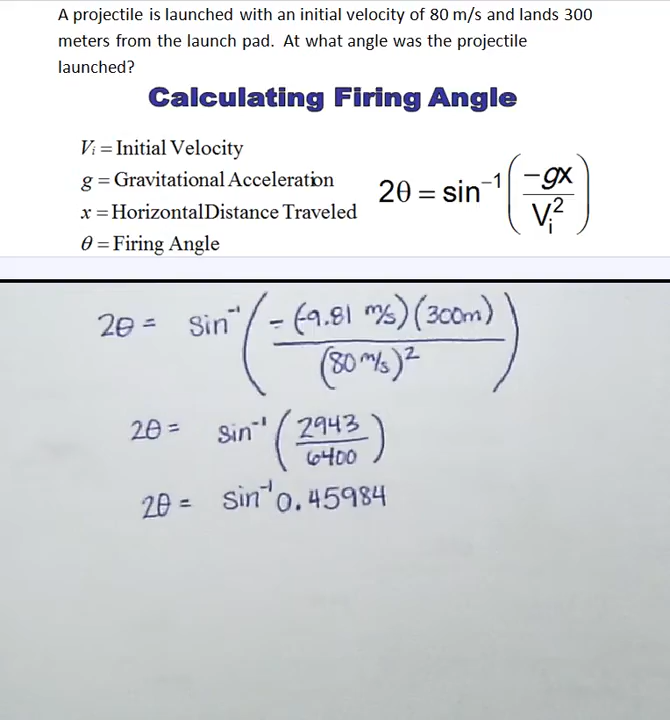 A projectile is launched with an initial velocity of 80 m/s and lands 300
meters from the launch pad. At what angle was the projectile
launched?
Calculating Firing Angle
Vi = Initial Velocity
g = Gravitational Acceleration
x = HorizontalDistance Traveled
θ = Firing Angle
2θ = sin⁻¹(-gx / Vi²)
2θ = sin⁻¹(-(-9.81 m/s)(300m) / (80 m/s)²)
2θ = sin⁻¹(2943 / 6400)
2θ = sin⁻¹ 0.45984